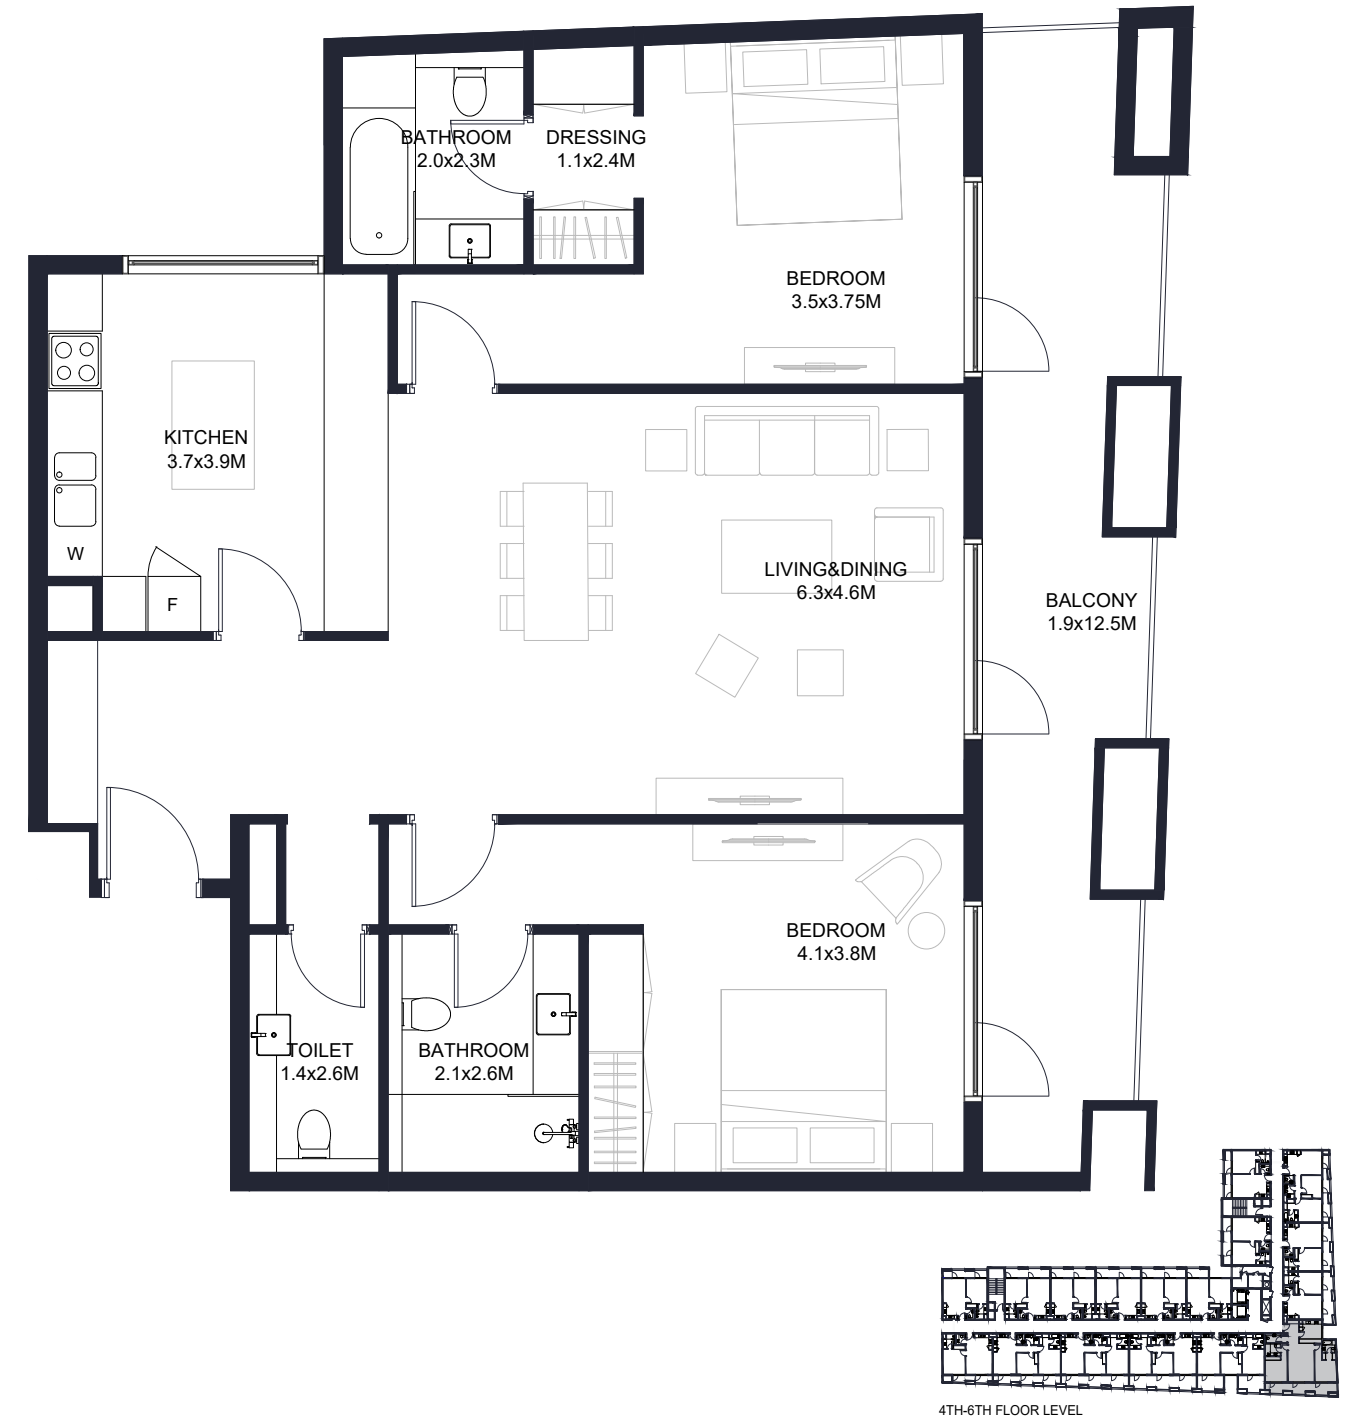 BATHROOM
2.0x2.3M
DRESSING
1.1x2.4M
BEDROOM
3.5x3.75M
KITCHEN
3.7x3.9M
W
F
LIVING&DINING
6.3x4.6M
BALCONY
1.9x12.5M
BEDROOM
4.1x3.8M
TOILET
1.4x2.6M
BATHROOM
2.1x2.6M
4TH-6TH FLOOR LEVEL